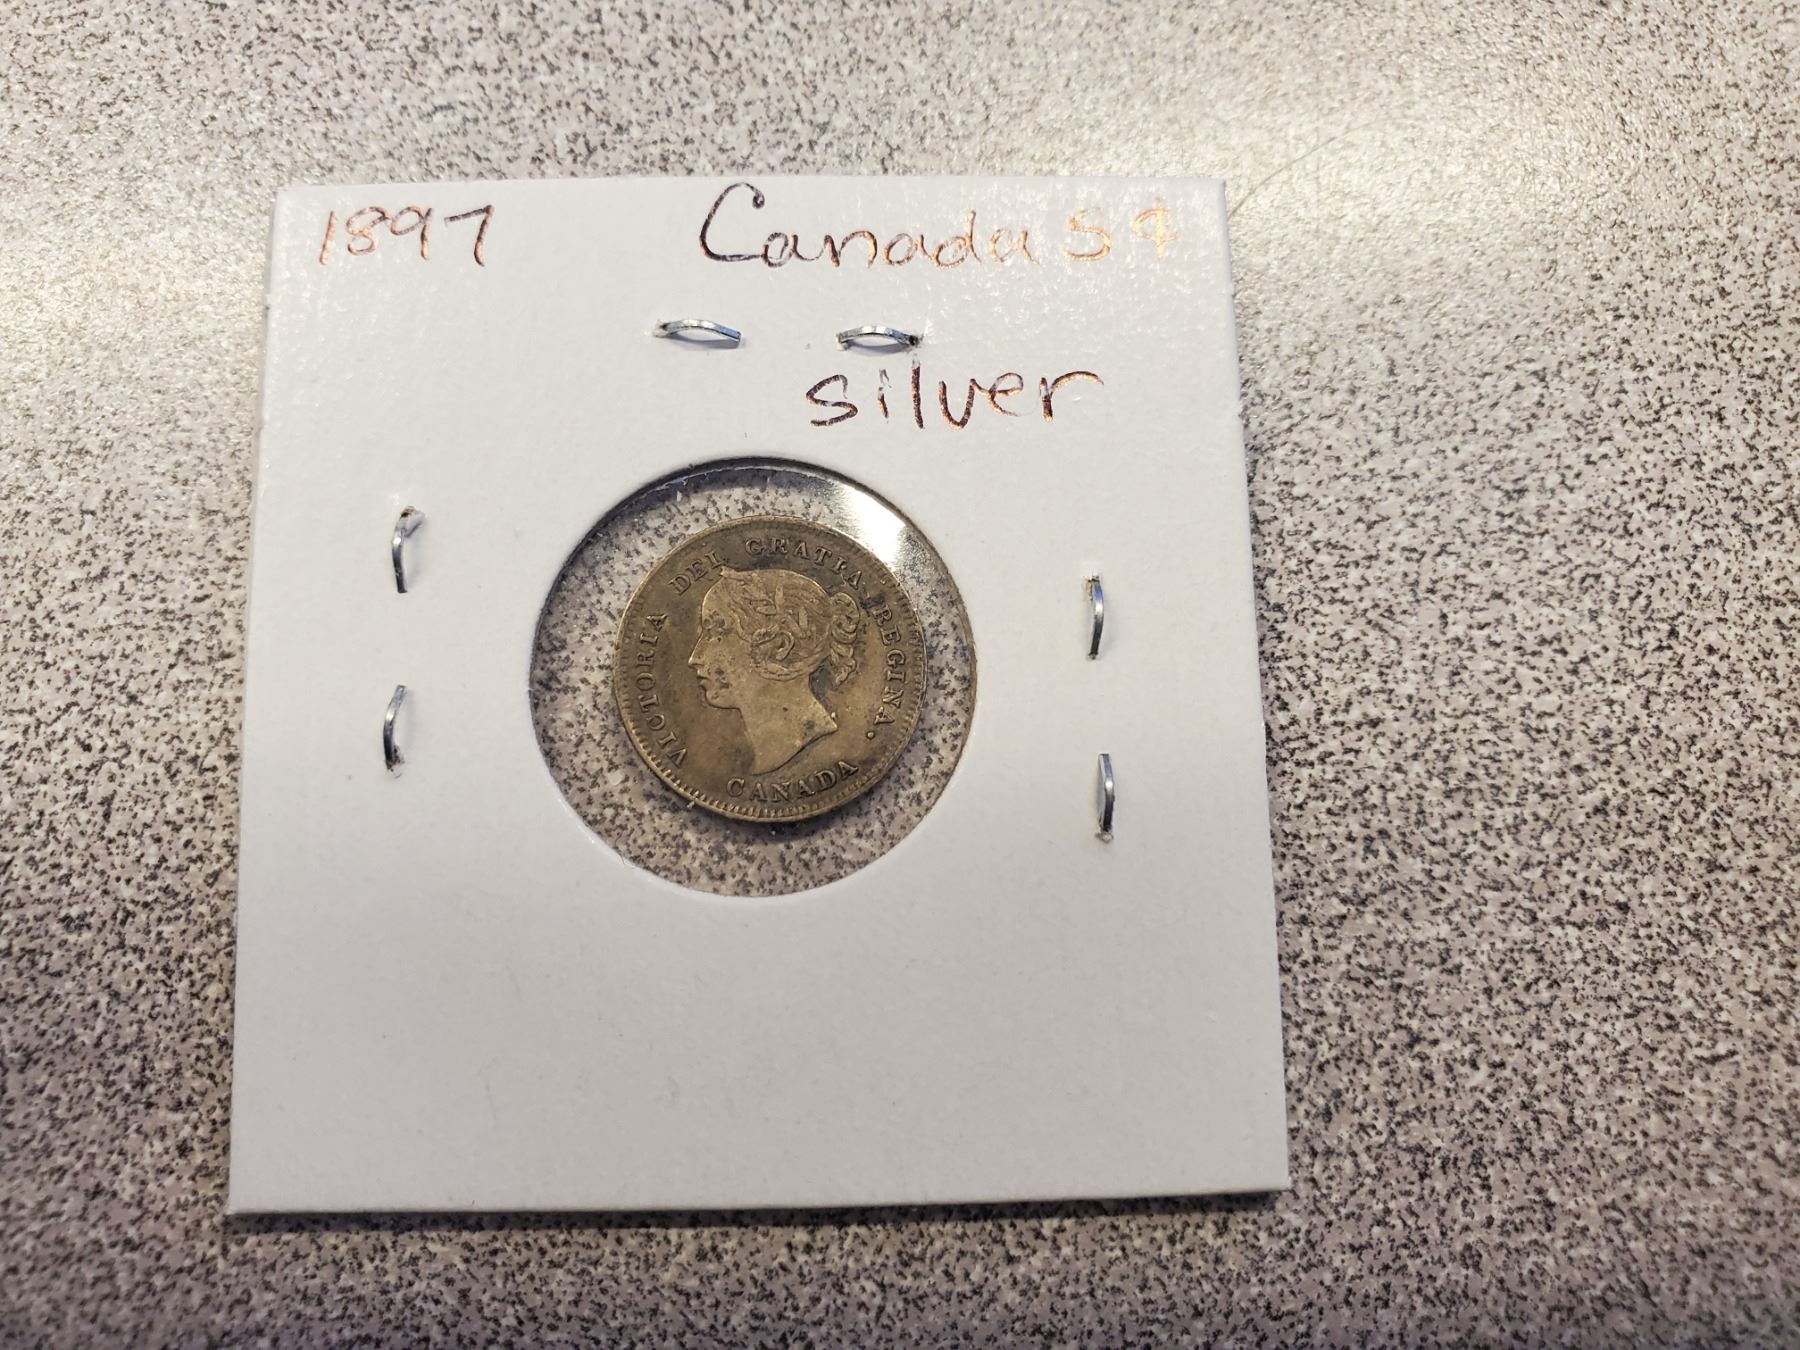 1897 Canada 5¢
silver
VICTORIA DEI GRATIA REGINA.
CANADA